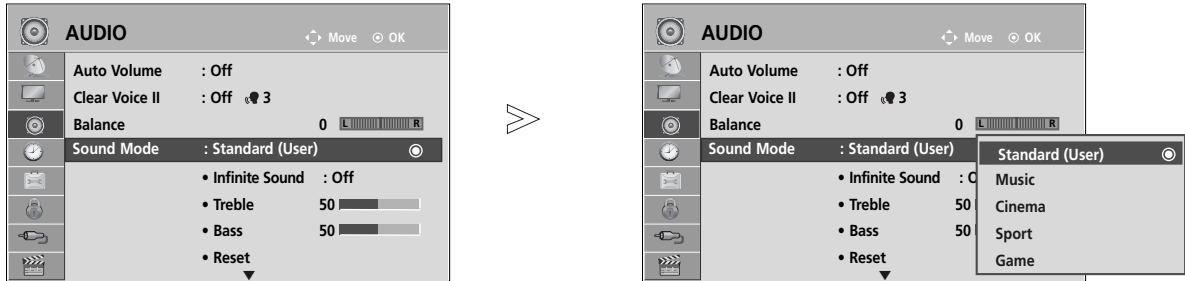 AUDIO Move OK
Auto Volume : Off
Clear Voice II : Off 3
Balance 0 L R
Sound Mode : Standard (User)
• Infinite Sound : Off
• Treble 50
• Bass 50
• Reset
AUDIO Move OK
Auto Volume : Off
Clear Voice II : Off 3
Balance 0 L R
Sound Mode : Standard (User)
• Infinite Sound :
• Treble 50
• Bass 50
• Reset
Standard (User)
Music
Cinema
Sport
Game